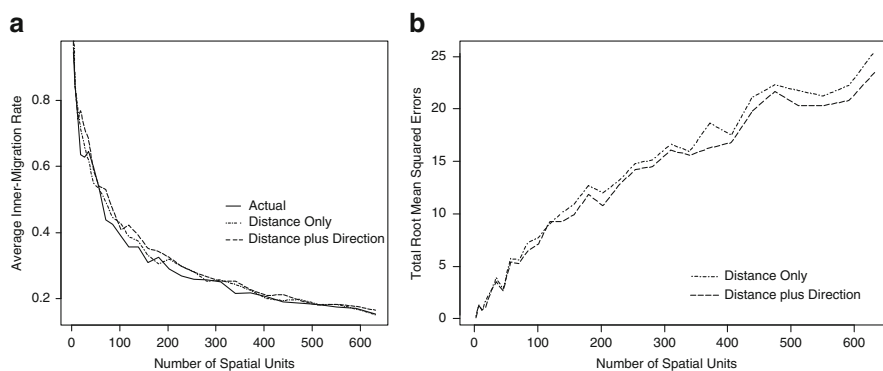 a
Average Inner-Migration Rate
0.8
0.6
0.4
0.2
Actual
Distance Only
Distance plus Direction
0 100 200 300 400 500 600
Number of Spatial Units
b
Total Root Mean Squared Errors
25
20
15
10
5
0
Distance Only
Distance plus Direction
0 100 200 300 400 500 600
Number of Spatial Units